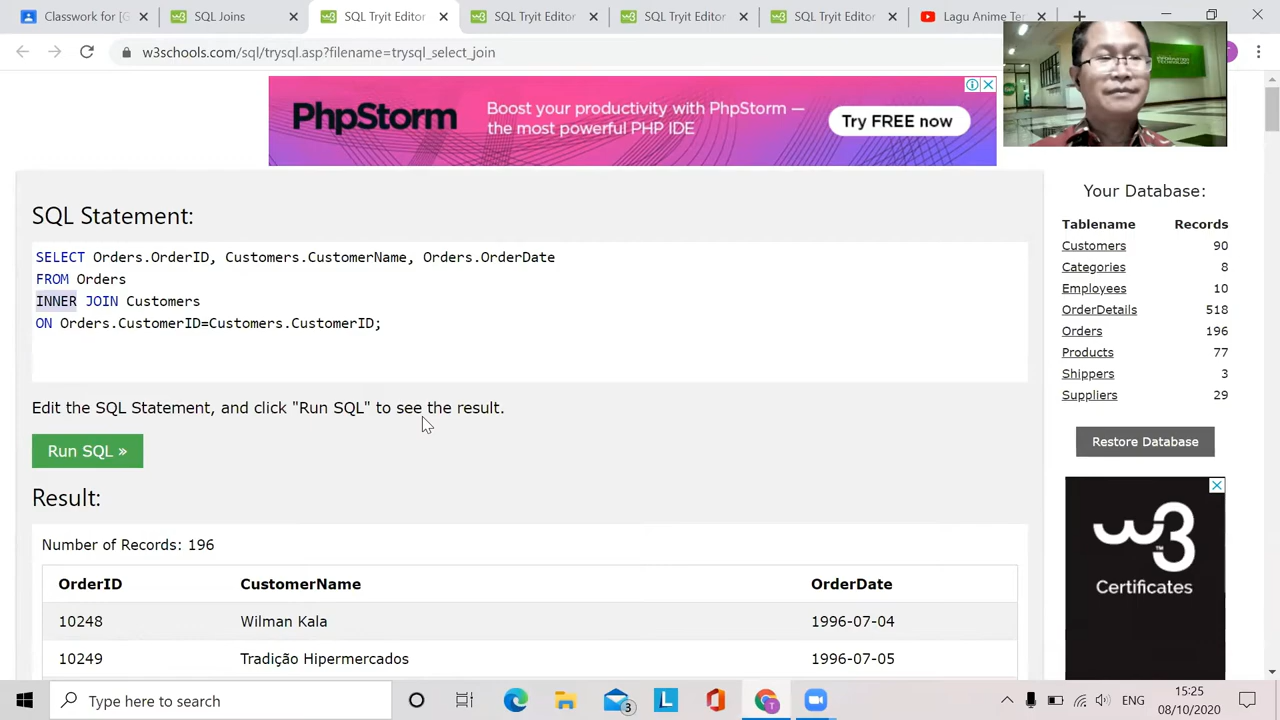 Classroom for [G
SQL Joins
SQL Tryit Editor
SQL Tryit Editor
SQL Tryit Editor
SQL Tryit Editor
Lagu Anime Ter
w3schools.com/sql/trysql.asp?filename=trysql_select_join
PhpStorm
Boost your productivity with PhpStorm —
the most powerful PHP IDE
Try FREE now
SQL Statement:
SELECT Orders.OrderID, Customers.CustomerName, Orders.OrderDate
FROM Orders
INNER JOIN Customers
ON Orders.CustomerID=Customers.CustomerID;
Edit the SQL Statement, and click "Run SQL" to see the result.
Run SQL »
Result:
Number of Records: 196
OrderID CustomerName OrderDate
10248 Wilman Kala 1996-07-04
10249 Tradição Hipermercados 1996-07-05
Your Database:
Tablename Records
Customers 90
Categories 8
Employees 10
OrderDetails 518
Orders 196
Products 77
Shippers 3
Suppliers 29
Restore Database
w3
TM
Certificates
Type here to search
3
L
T
ENG
15:25
08/10/2020